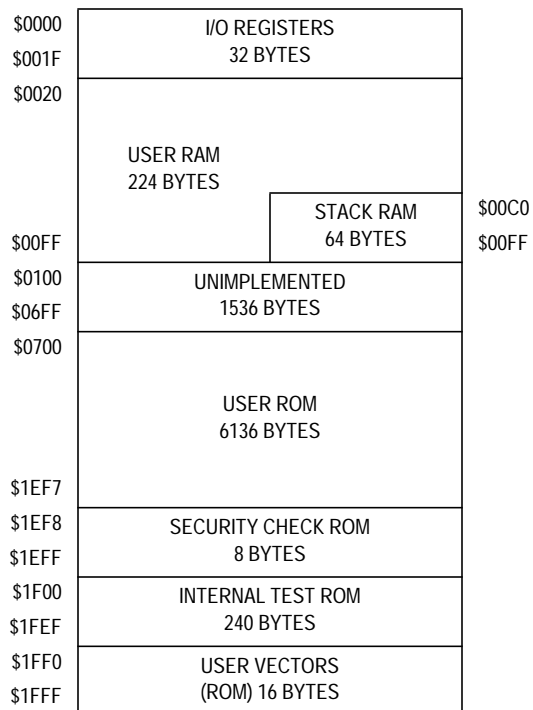 $0000
I/O REGISTERS
32 BYTES
$001F
$0020
USER RAM
224 BYTES
STACK RAM
64 BYTES
$00C0
$00FF
$00FF
$0100
UNIMPLEMENTED
1536 BYTES
$06FF
$0700
USER ROM
6136 BYTES
$1EF7
$1EF8
SECURITY CHECK ROM
8 BYTES
$1EFF
$1F00
INTERNAL TEST ROM
240 BYTES
$1FEF
$1FF0
USER VECTORS
(ROM) 16 BYTES
$1FFF